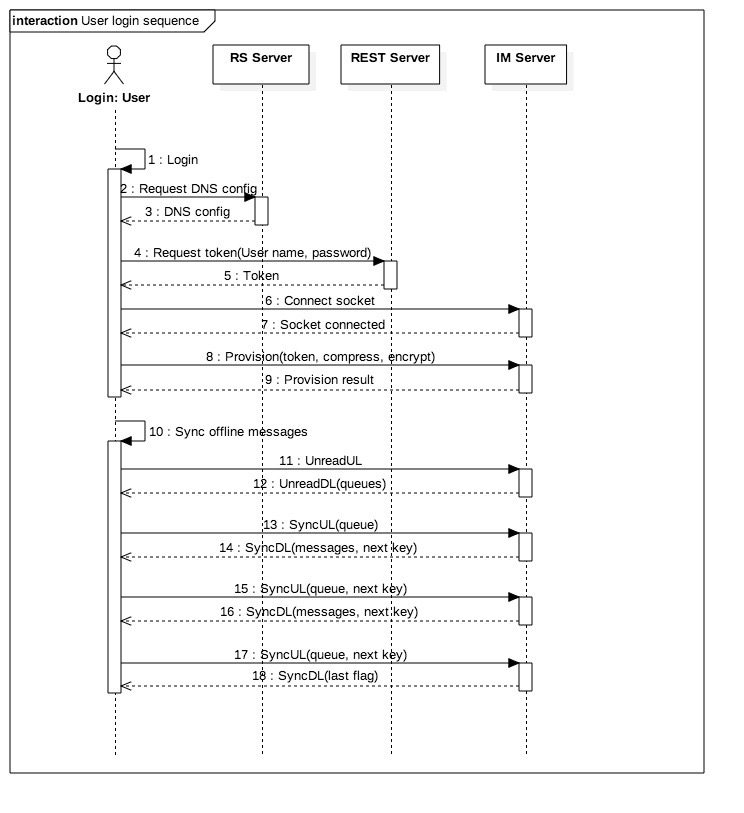 interaction User login sequence
RS Server
REST Server
IM Server
Login: User
1 : Login
2 : Request DNS config
3 : DNS config
4 : Request token(User name, password)
5 : Token
6 : Connect socket
7 : Socket connected
8 : Provision(token, compress, encrypt)
9 : Provision result
10 : Sync offline messages
11 : UnreadUL
12 : UnreadDL(queues)
13 : SyncUL(queue)
14 : SyncDL(messages, next key)
15 : SyncUL(queue, next key)
16 : SyncDL(messages, next key)
17 : SyncUL(queue, next key)
18 : SyncDL(last flag)